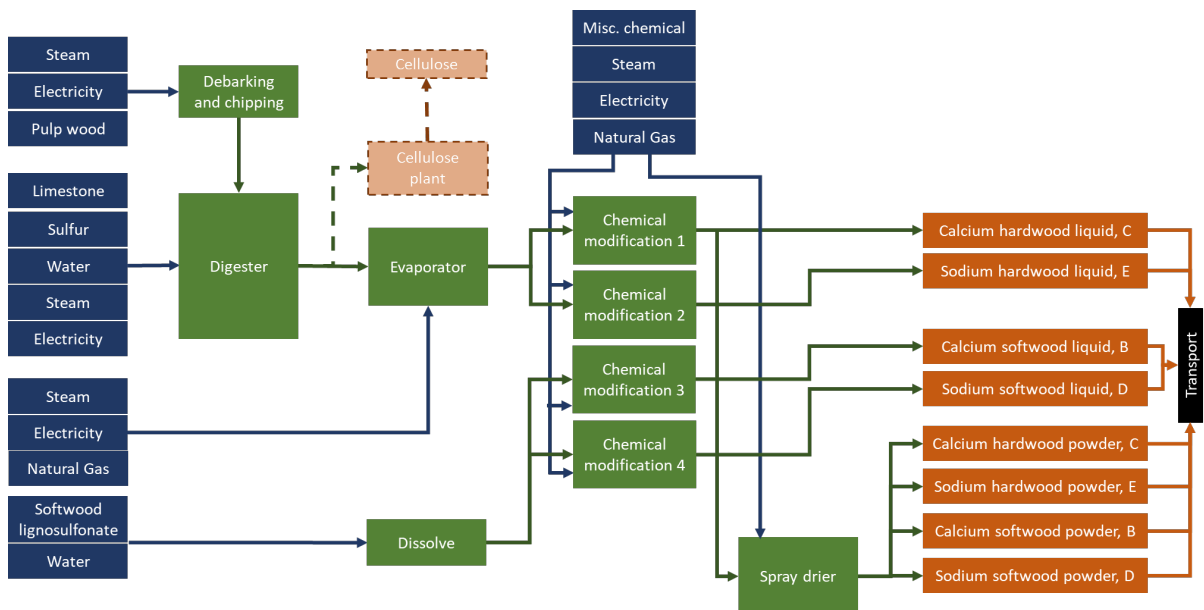 Steam
Electricity
Pulp wood
Debarking
and chipping
Cellulose
Cellulose
plant
Misc. chemical
Steam
Electricity
Natural Gas
Limestone
Sulfur
Water
Steam
Electricity
Digester
Evaporator
Chemical
modification 1
Chemical
modification 2
Chemical
modification 3
Chemical
modification 4
Steam
Electricity
Natural Gas
Softwood
lignosulfonate
Water
Dissolve
Spray drier
Calcium hardwood liquid, C
Sodium hardwood liquid, E
Calcium softwood liquid, B
Sodium softwood liquid, D
Calcium hardwood powder, C
Sodium hardwood powder, E
Calcium softwood powder, B
Sodium softwood powder, D
Transport